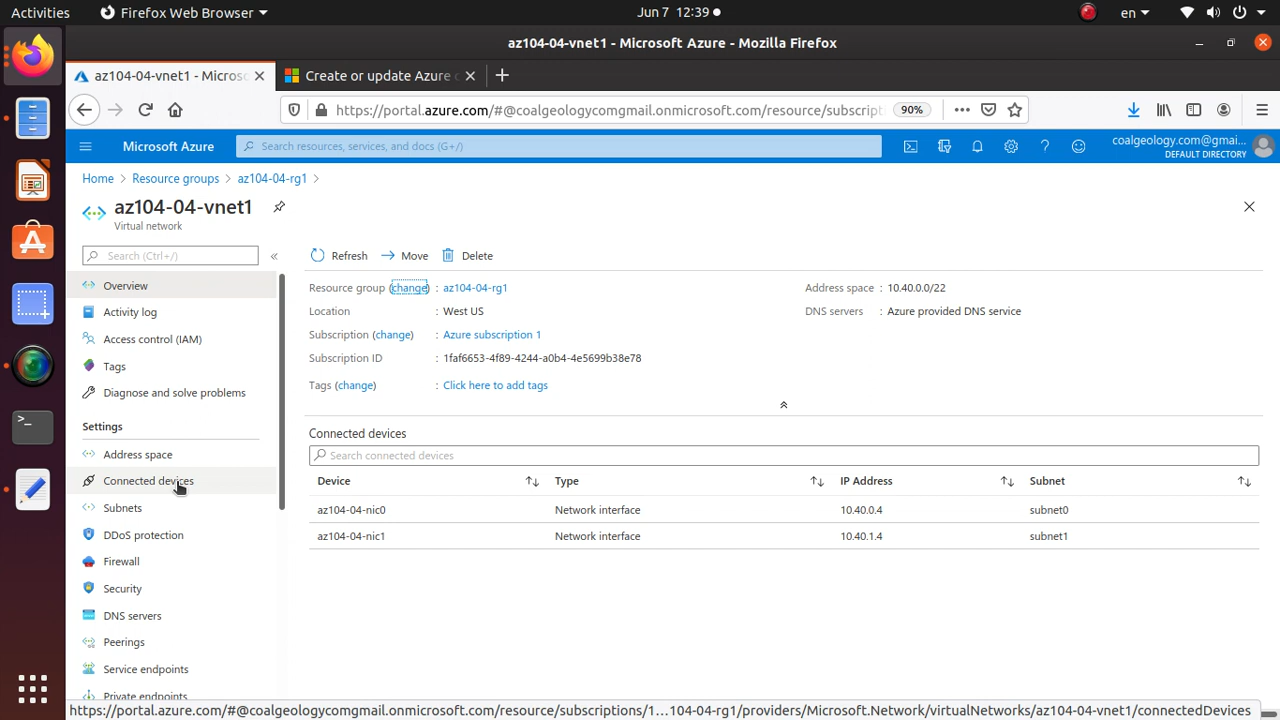 Activities
Firefox Web Browser
Jun 7 12:39
en
az104-04-vnet1 - Microsoft Azure - Mozilla Firefox
az104-04-vnet1 - Microso
Create or update Azure c
https://portal.azure.com/#@coalgeologycomgmail.onmicrosoft.com/resource/subscript
90%
Microsoft Azure
Search resources, services, and docs (G+/)
coalgeology.com@gmai...
DEFAULT DIRECTORY
Home > Resource groups > az104-04-rg1 >
az104-04-vnet1
Virtual network
Search (Ctrl+/)
Refresh
Move
Delete
Overview
Activity log
Access control (IAM)
Tags
Diagnose and solve problems
Settings
Address space
Connected devices
Subnets
DDoS protection
Firewall
Security
DNS servers
Peerings
Service endpoints
Private endpoints
Resource group (change) : az104-04-rg1
Location : West US
Subscription (change) : Azure subscription 1
Subscription ID : 1faf6653-4f89-4244-a0b4-4e5699b38e78
Tags (change) : Click here to add tags
Address space : 10.40.0.0/22
DNS servers : Azure provided DNS service
Connected devices
Search connected devices
Device Type IP Address Subnet
az104-04-nic0 Network interface 10.40.0.4 subnet0
az104-04-nic1 Network interface 10.40.1.4 subnet1
https://portal.azure.com/#@coalgeologycomgmail.onmicrosoft.com/resource/subscriptions/1…104-04-rg1/providers/Microsoft.Network/virtualNetworks/az104-04-vnet1/connectedDevices